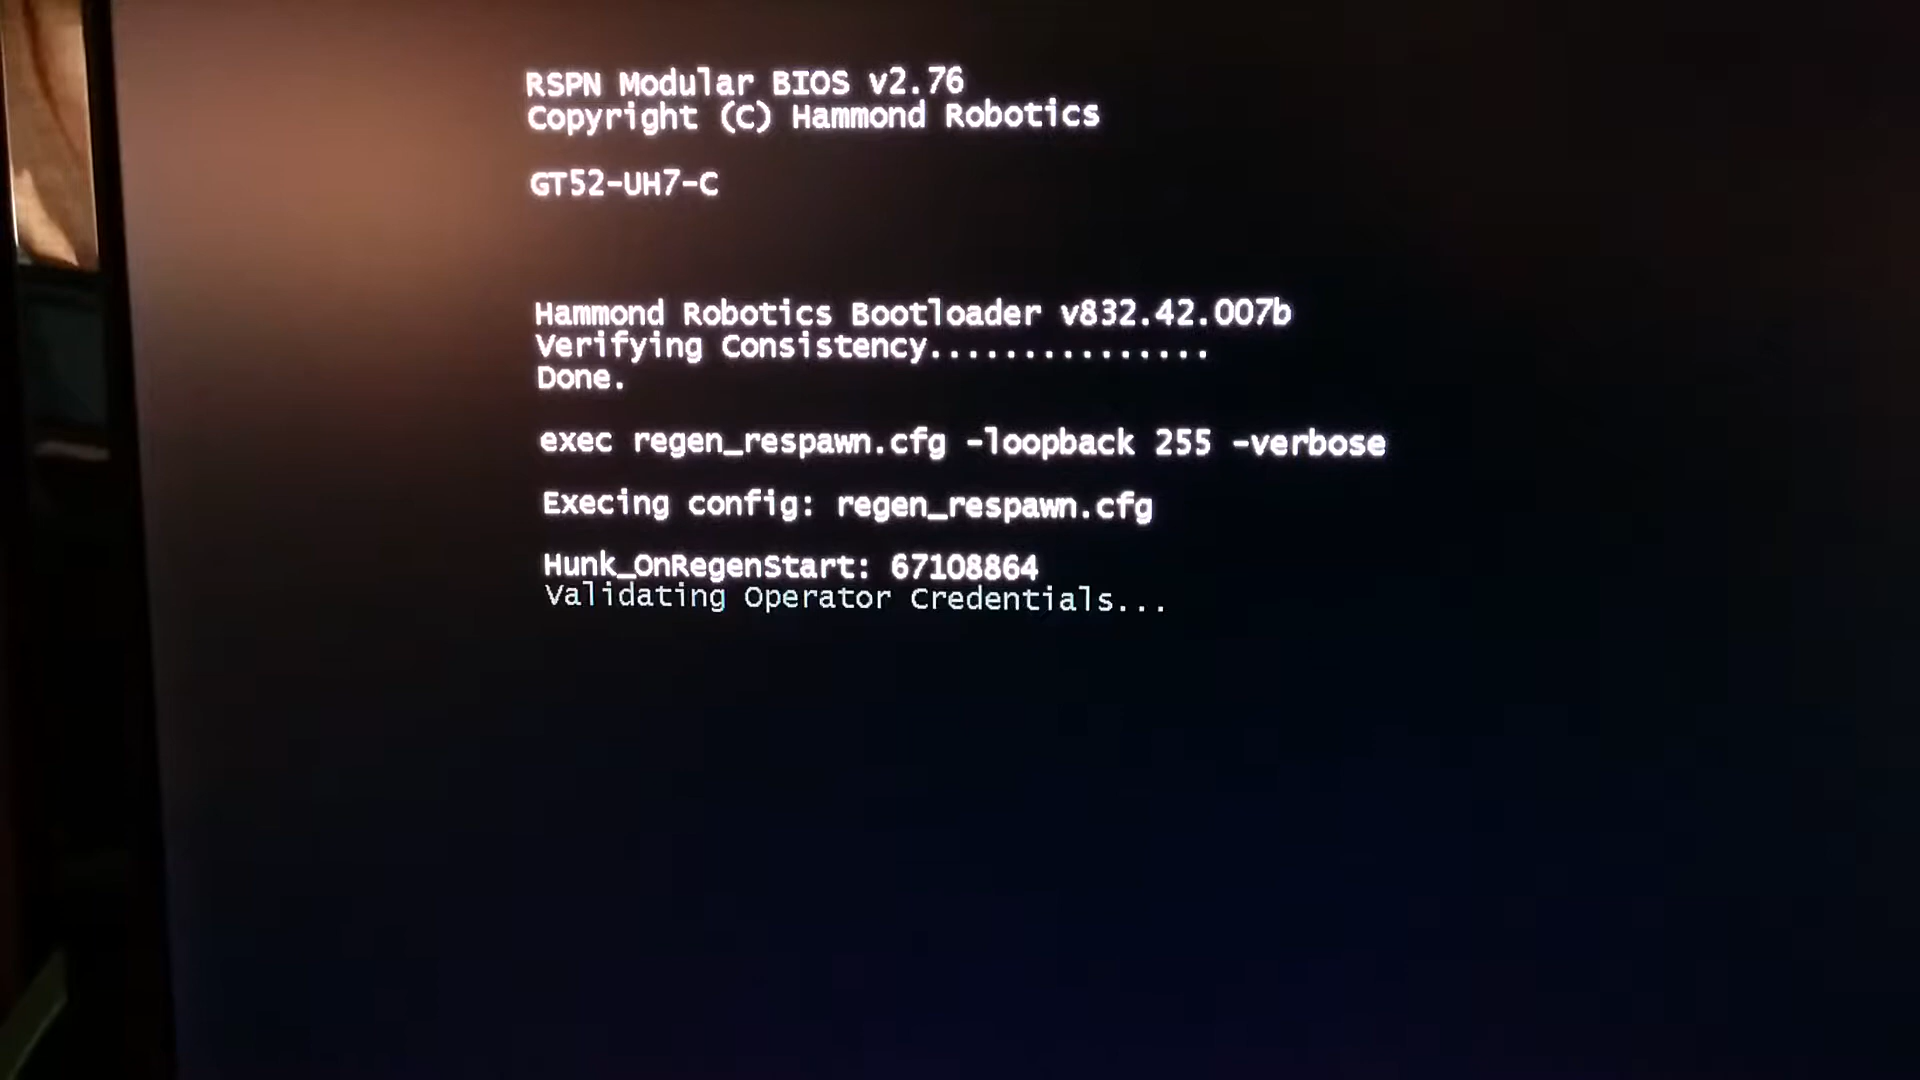 RSPN Modular BIOS v2.76
Copyright (C) Hammond Robotics
GT52-UH7-C
Hammond Robotics Bootloader v832.42.007b
Verifying Consistency...............
Done.
exec regen_respawn.cfg -loopback 255 -verbose
Execing config: regen_respawn.cfg
Hunk_OnRegenStart: 67108864
Validating Operator Credentials...